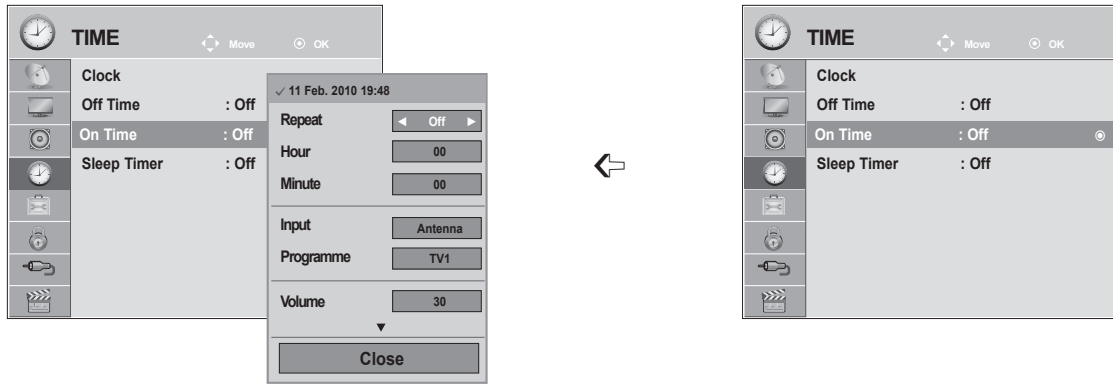 TIME
Move
OK
Clock
Off Time : Off
On Time : Off
Sleep Timer : Off
11 Feb. 2010 19:48
Repeat Off
Hour 00
Minute 00
Input Antenna
Programme TV1
Volume 30
Close
TIME
Move
OK
Clock
Off Time : Off
On Time : Off
Sleep Timer : Off